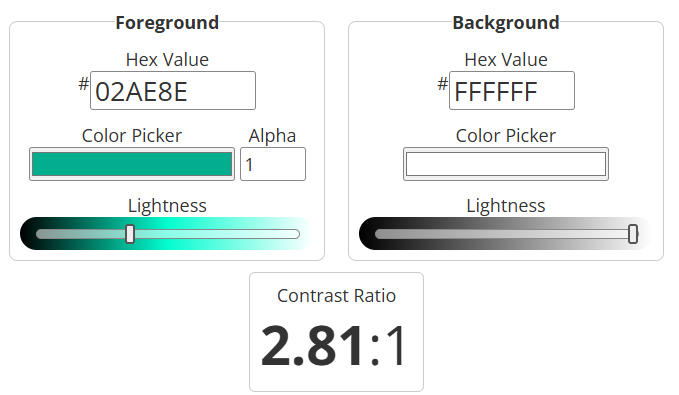 Foreground
Hex Value
#02AE8E
Color Picker Alpha
1
Lightness
Background
Hex Value
#FFFFFF
Color Picker
Lightness
Contrast Ratio
2.81:1